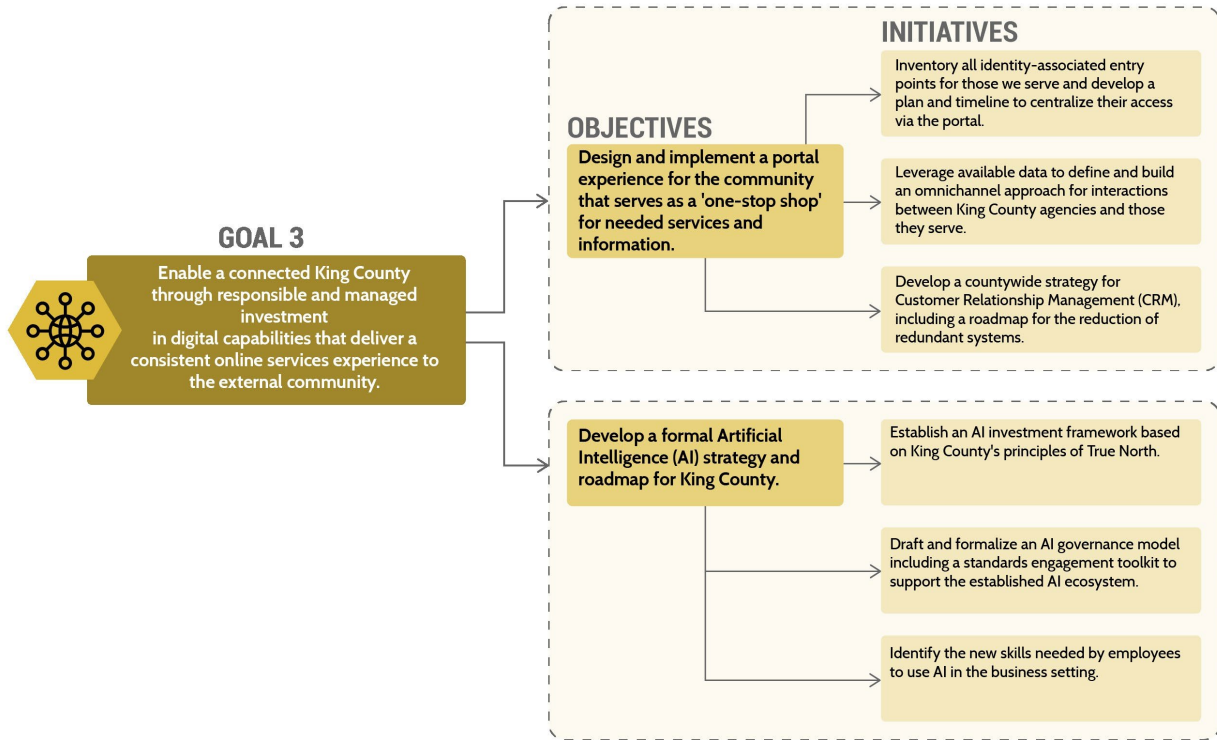 GOAL 3
Enable a connected King County
through responsible and managed
investment
in digital capabilities that deliver a
consistent online services experience to
the external community.
OBJECTIVES
Design and implement a portal
experience for the community
that serves as a 'one-stop shop'
for needed services and
information.
INITIATIVES
Inventory all identity-associated entry
points for those we serve and develop a
plan and timeline to centralize their access
via the portal.
Leverage available data to define and build
an omnichannel approach for interactions
between King County agencies and those
they serve.
Develop a countywide strategy for
Customer Relationship Management (CRM),
including a roadmap for the reduction of
redundant systems.
Develop a formal Artificial
Intelligence (AI) strategy and
roadmap for King County.
Establish an AI investment framework based
on King County's principles of True North.
Draft and formalize an AI governance model
including a standards engagement toolkit to
support the established AI ecosystem.
Identify the new skills needed by employees
to use AI in the business setting.